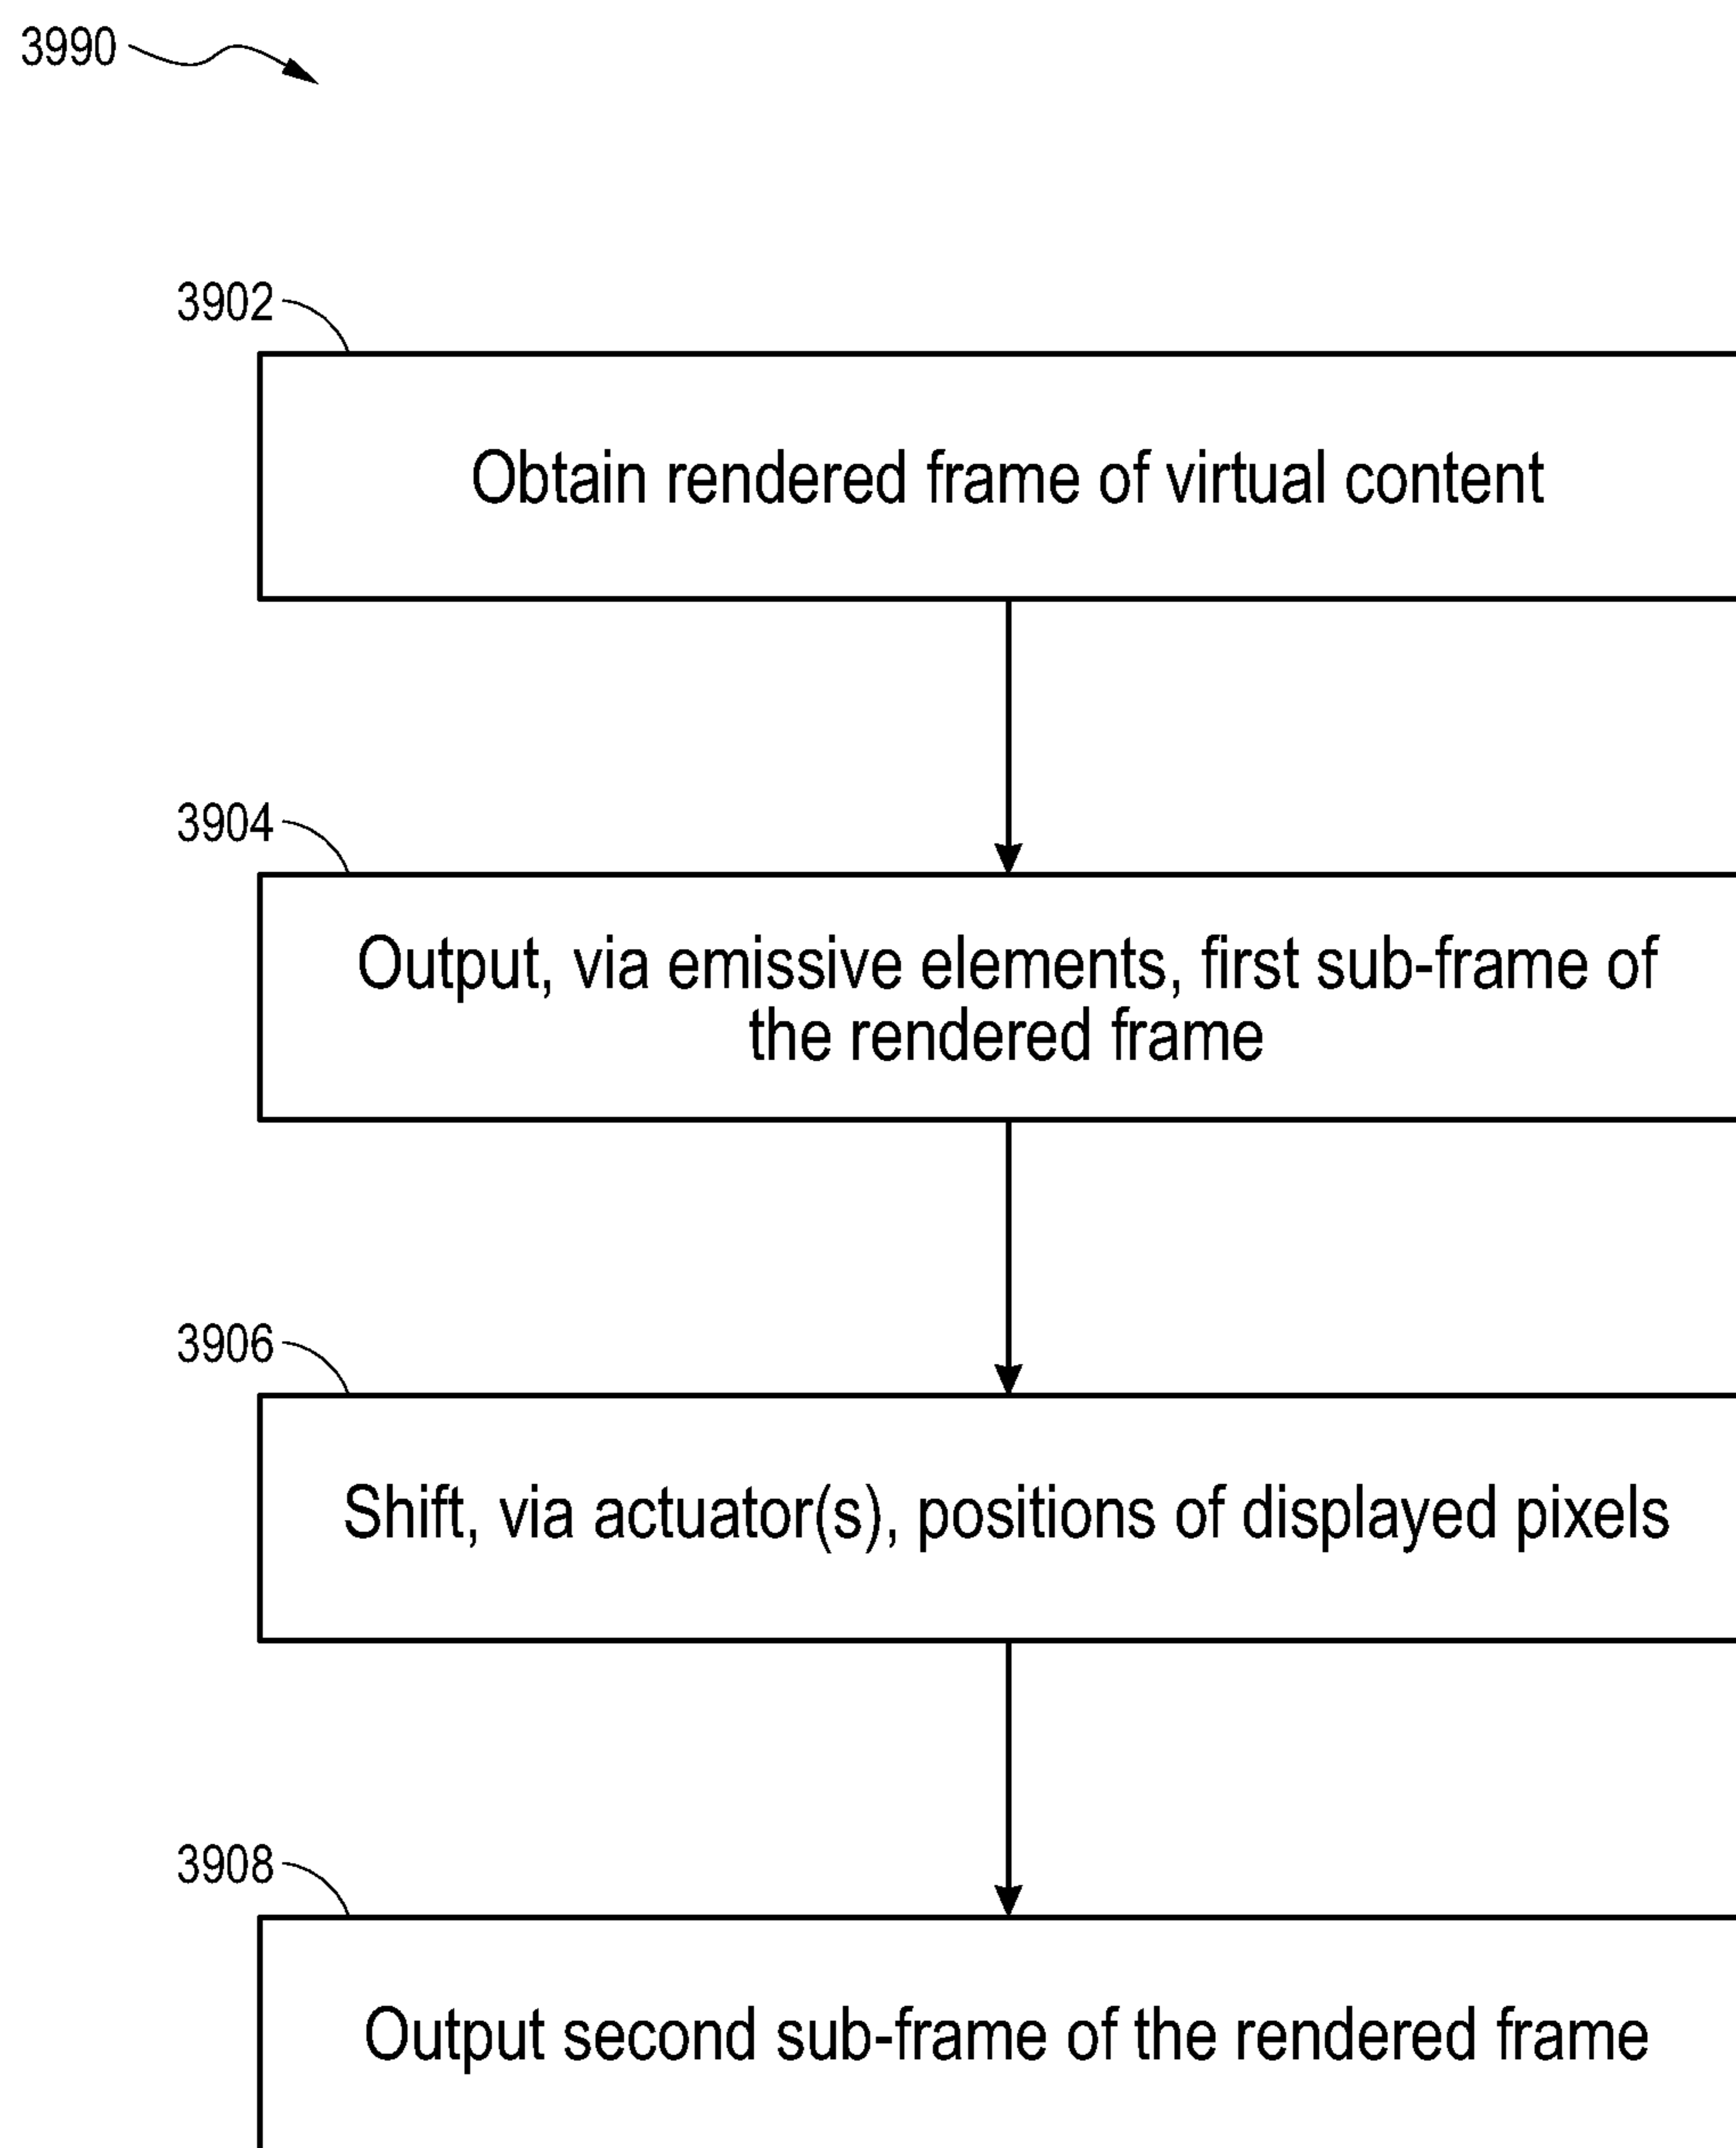 3990
3902
Obtain rendered frame of virtual content
3904
Output, via emissive elements, first sub-frame of
the rendered frame
3906
Shift, via actuator(s), positions of displayed pixels
3908
Output second sub-frame of the rendered frame